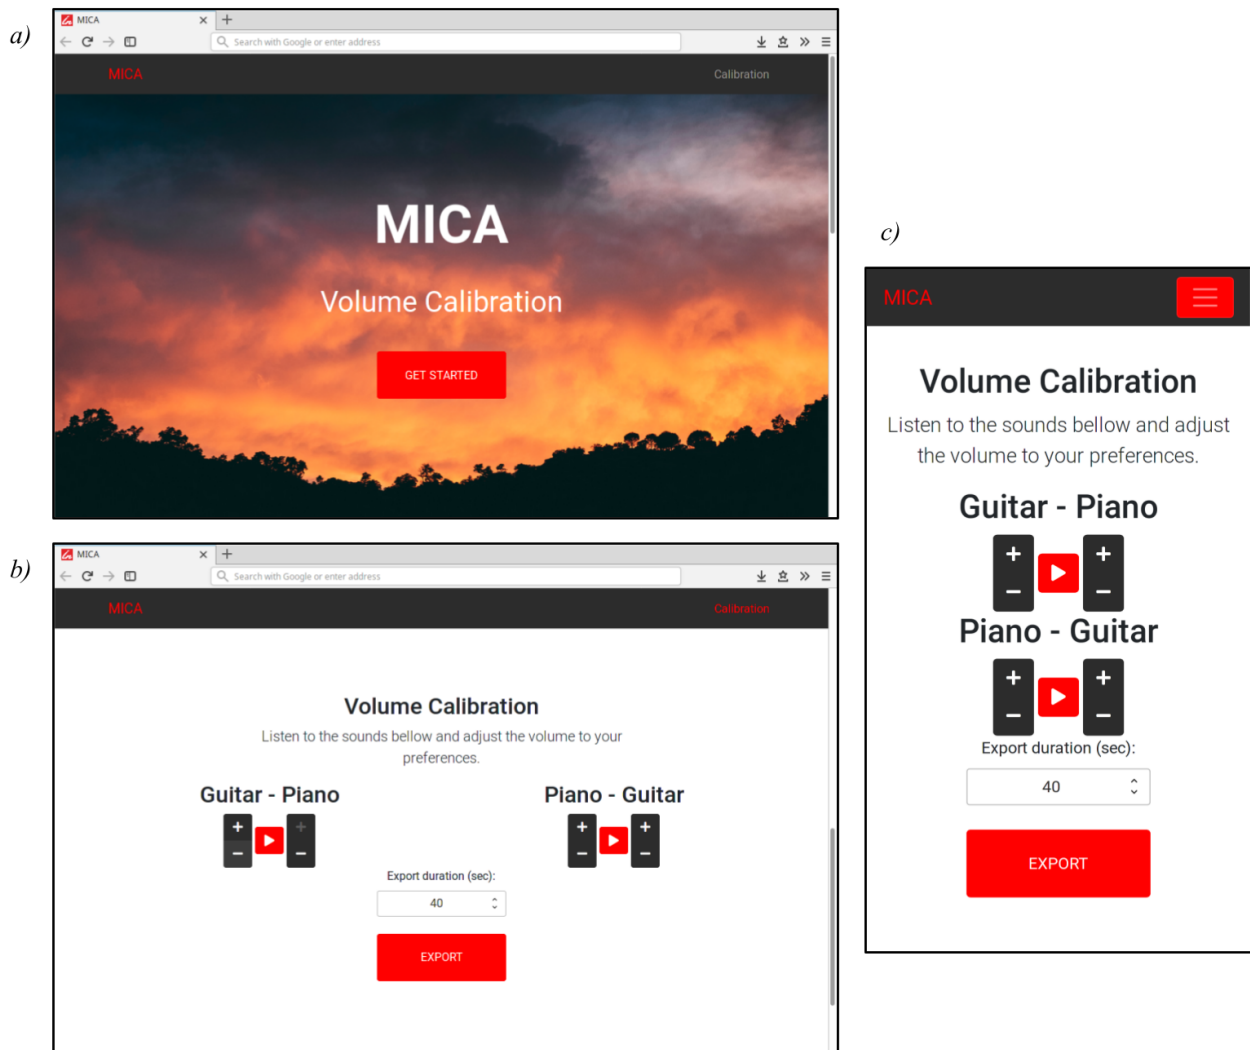 a)
MICA
Search with Google or enter address
MICA
Calibration
MICA
Volume Calibration
GET STARTED
b)
MICA
Search with Google or enter address
MICA
Calibration
Volume Calibration
Listen to the sounds bellow and adjust the volume to your
preferences.
Guitar - Piano
Piano - Guitar
+
+
+
+
−
−
−
−
Export duration (sec):
40
EXPORT
c)
MICA
Volume Calibration
Listen to the sounds bellow and adjust
the volume to your preferences.
Guitar - Piano
+
+
−
−
Piano - Guitar
+
+
−
−
Export duration (sec):
40
EXPORT